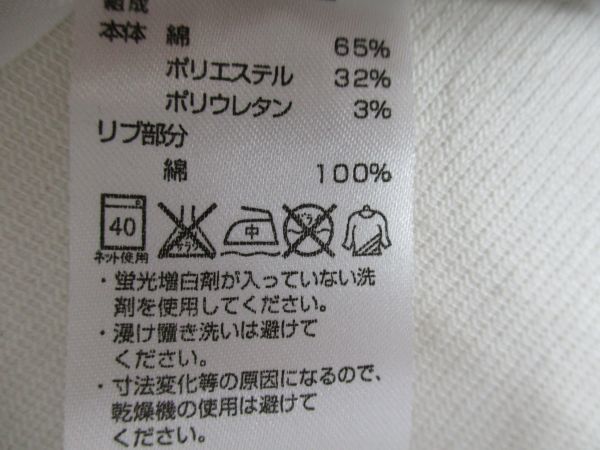 組成
本体 綿 65%
ポリエステル 32%
ポリウレタン 3%
リブ部分
綿 100%
40 中
ネット使用
・蛍光増白剤が入っていない洗
剤を使用してください。
・浸け置き洗いは避けて
ください。
・寸法変化等の原因になるので、
乾燥機の使用は避けて
ください。